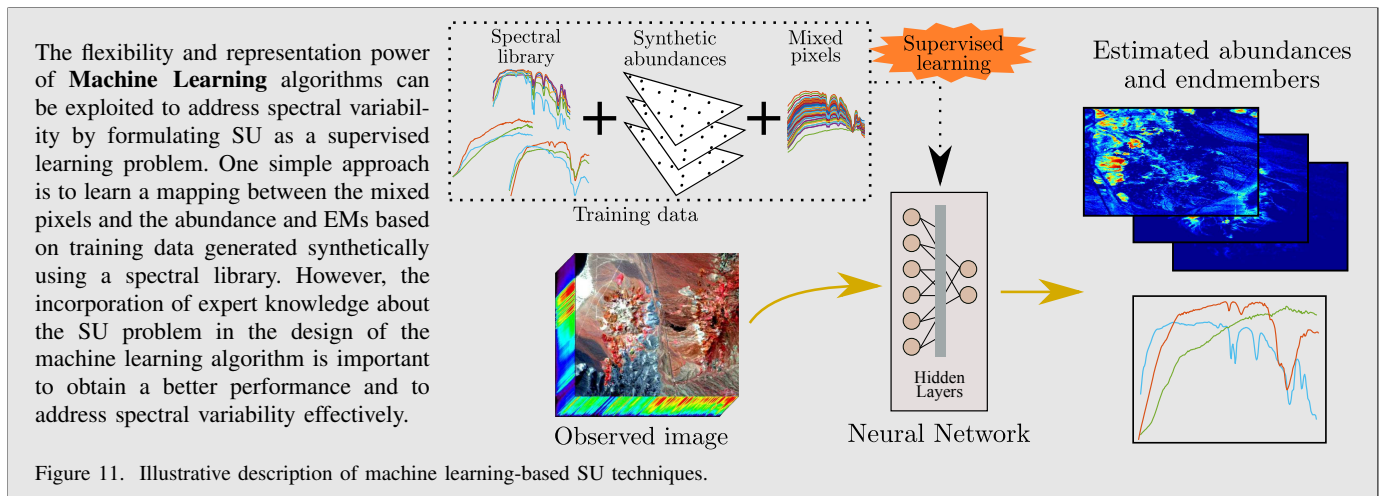 The flexibility and representation power
of Machine Learning algorithms can
be exploited to address spectral variabil-
ity by formulating SU as a supervised
learning problem. One simple approach
is to learn a mapping between the mixed
pixels and the abundance and EMs based
on training data generated synthetically
using a spectral library. However, the
incorporation of expert knowledge about
the SU problem in the design of the
machine learning algorithm is important
to obtain a better performance and to
address spectral variability effectively.
Spectral
library
+
Synthetic
abundances
+
Mixed
pixels
Training data
Supervised
learning
Observed image
Hidden
Layers
Neural Network
Estimated abundances
and endmembers
Figure 11. Illustrative description of machine learning-based SU techniques.